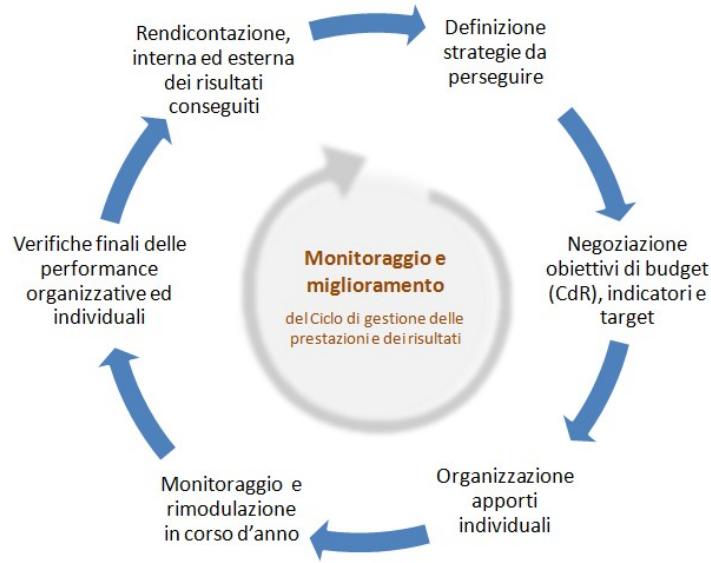 Rendicontazione,
interna ed esterna
dei risultati
conseguiti
Definizione
strategie da
perseguire
Negoziazione
obiettivi di budget
(CdR), indicatori e
target
Organizzazione
apporti
individuali
Monitoraggio e
rimodulazione
in corso d'anno
Verifiche finali delle
performance
organizzative ed
individuali
Monitoraggio e
miglioramento
del Ciclo di gestione delle
prestazioni e dei risultati